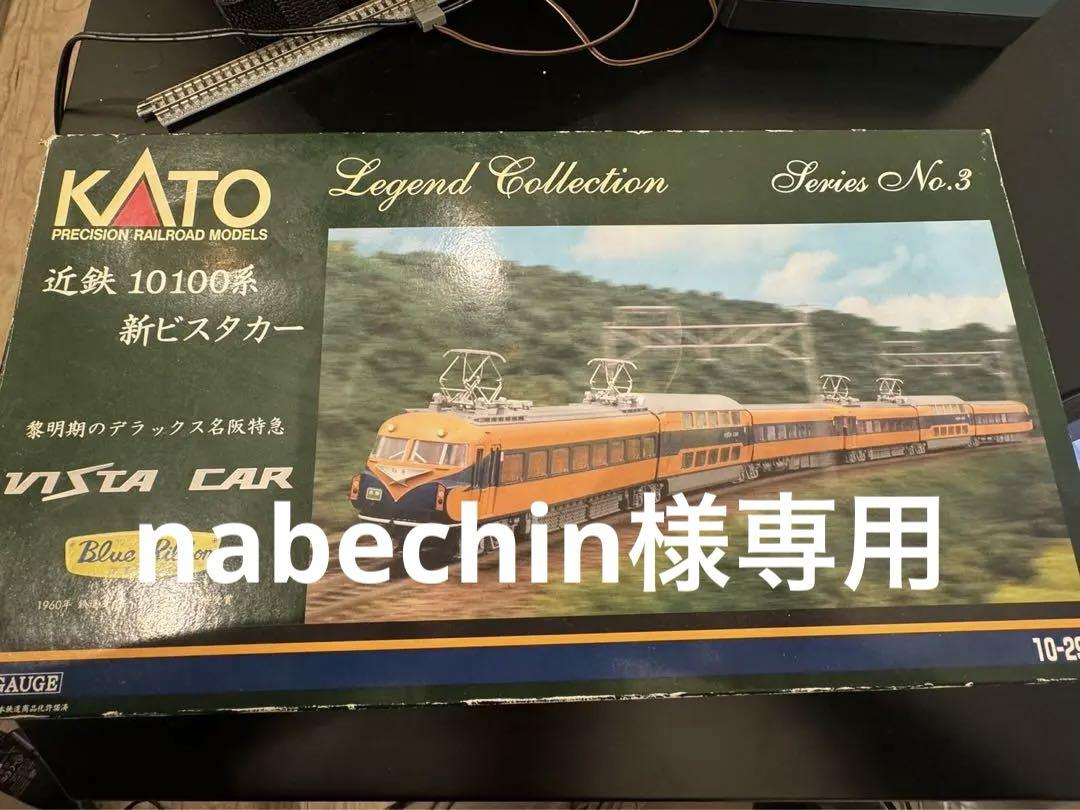 KATO
PRECISION RAILROAD MODELS
Legend Collection
Series No.3
近鉄 10100系
新ビスタカー
黎明期のデラックス名阪特急
VISTA CAR
Blue
nabechin様専用
1960年
10-29
GAUGE